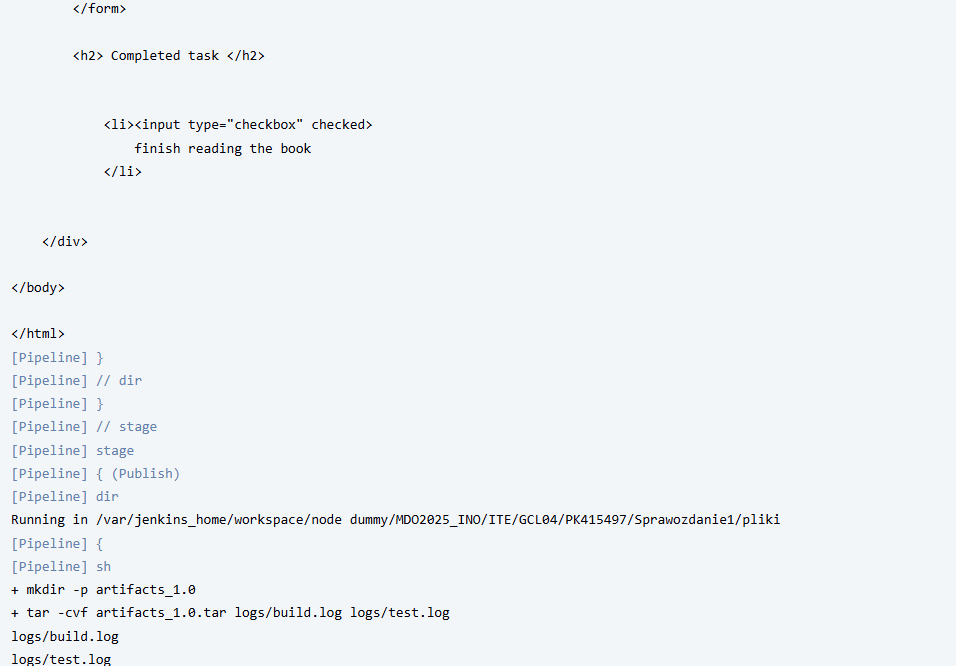 </form>
<h2> Completed task </h2>
<li><input type="checkbox" checked>
finish reading the book
</li>
</div>
</body>
</html>
[Pipeline] }
[Pipeline] // dir
[Pipeline] }
[Pipeline] // stage
[Pipeline] stage
[Pipeline] { (Publish)
[Pipeline] dir
Running in /var/jenkins_home/workspace/node dummy/MDO2025_INO/ITE/GCL04/PK415497/Sprawozdanie1/pliki
[Pipeline] {
[Pipeline] sh
+ mkdir -p artifacts_1.0
+ tar -cvf artifacts_1.0.tar logs/build.log logs/test.log
logs/build.log
logs/test.log